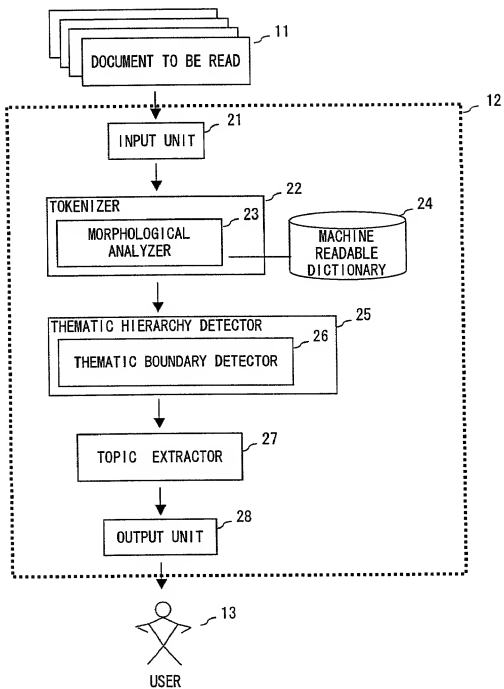 11
DOCUMENT TO BE READ
12
21
INPUT UNIT
22
TOKENIZER
23
24
MORPHOLOGICAL
ANALYZER
MACHINE
READABLE
DICTIONARY
25
THEMATIC HIERARCHY DETECTOR
26
THEMATIC BOUNDARY DETECTOR
27
TOPIC EXTRACTOR
28
OUTPUT UNIT
13
USER